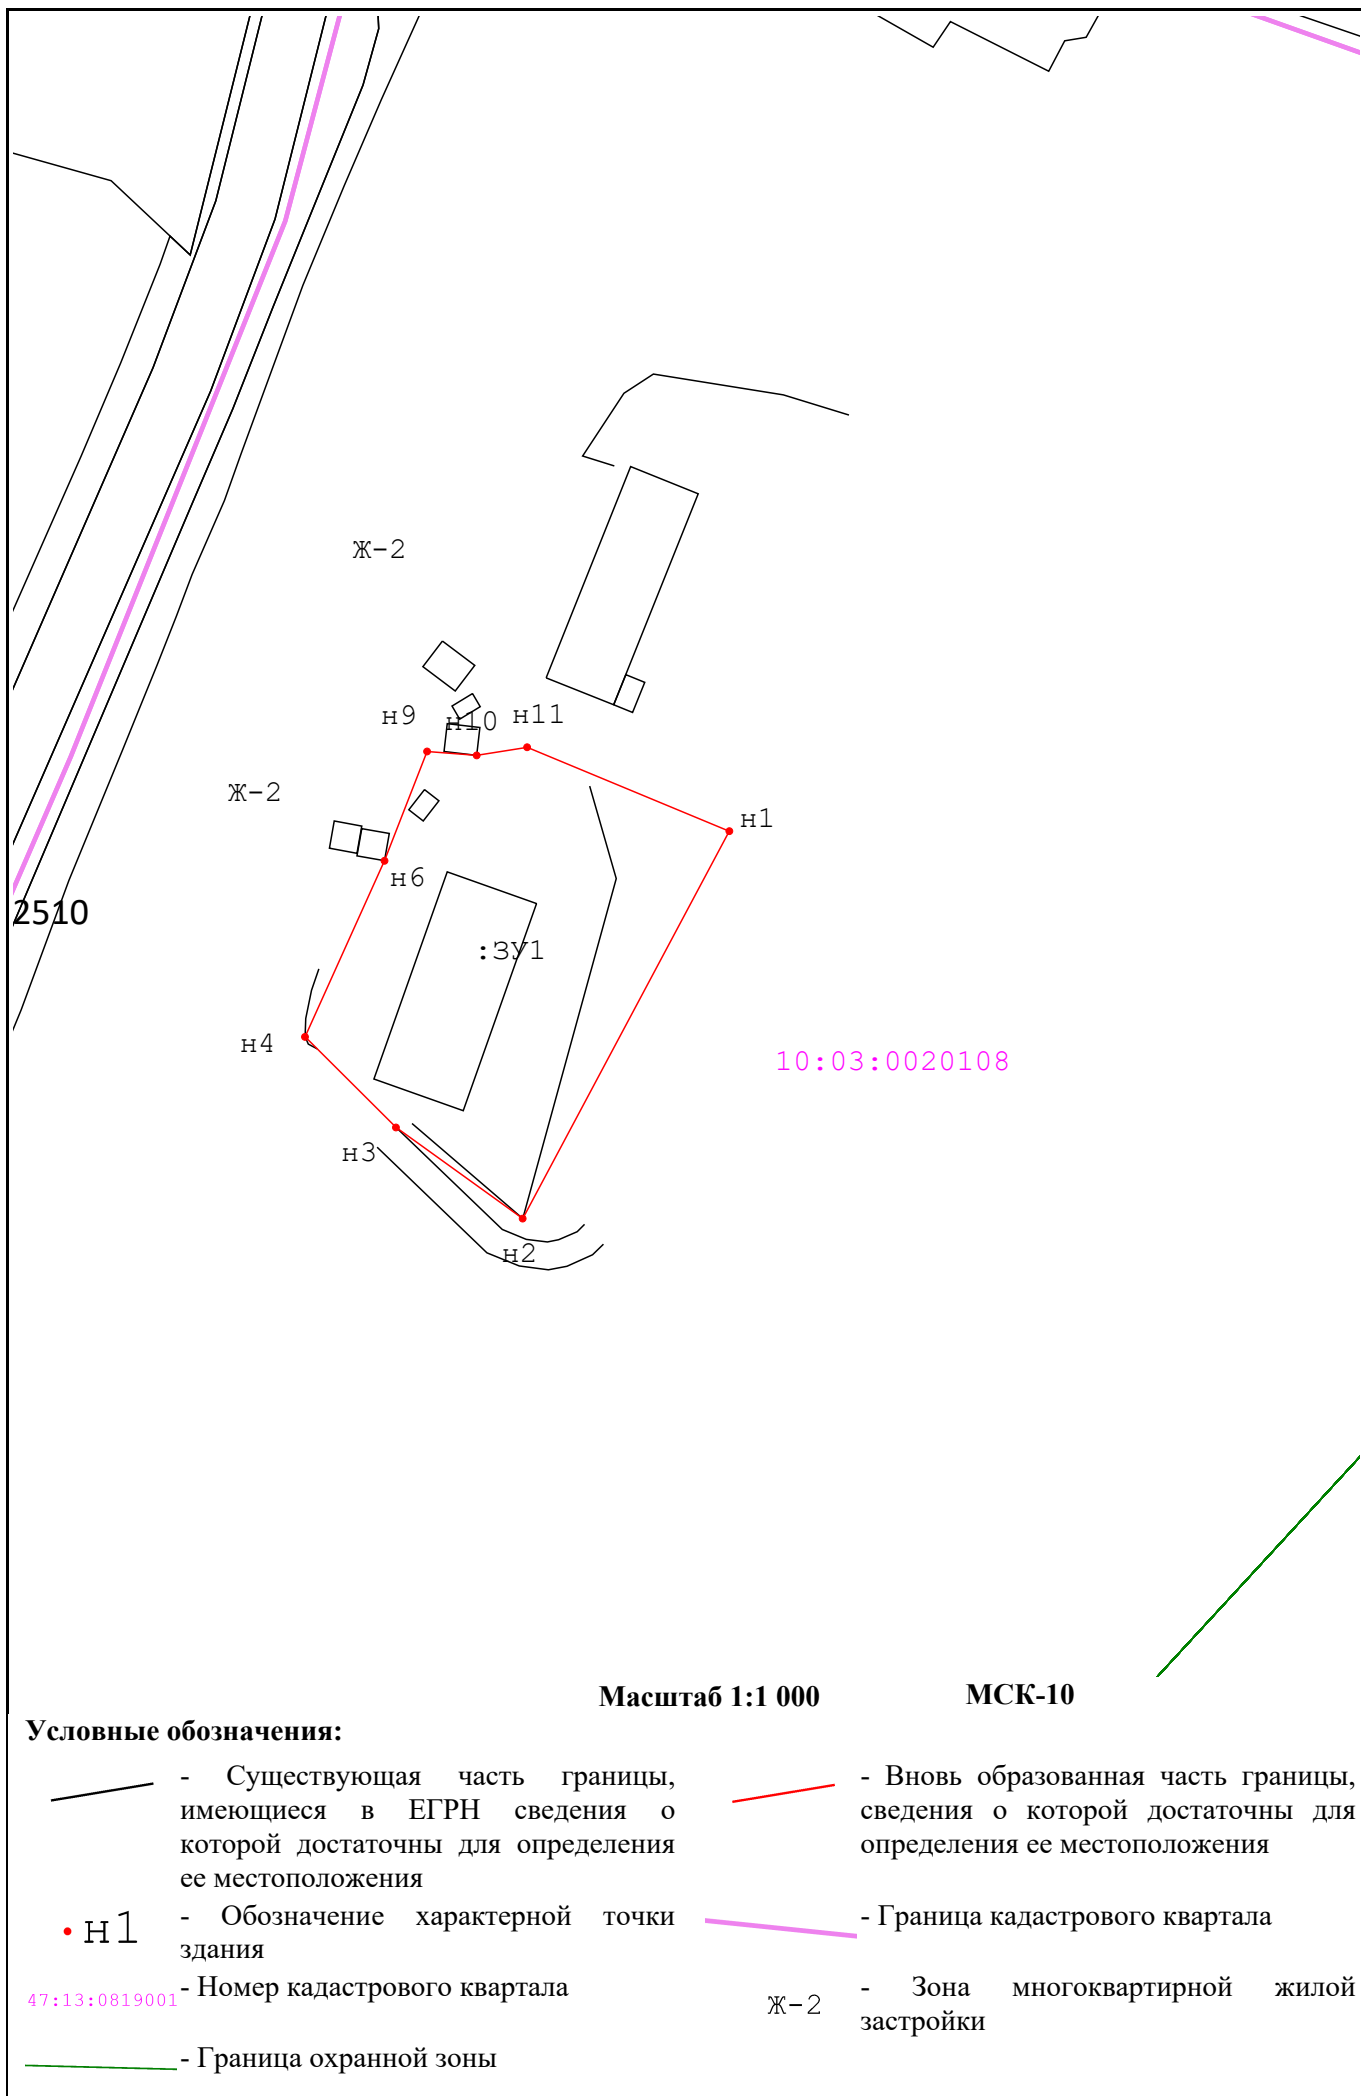 Ж-2
н9
н10
н11
Ж-2
н1
н6
2510
:ЗУ1
н4
10:03:0020108
н3
н2
Масштаб 1:1 000
МСК-10
Условные обозначения:
- Существующая часть границы,
имеющиеся в ЕГРН сведения о
которой достаточны для определения
ее местоположения
- Вновь образованная часть границы,
сведения о которой достаточны для
определения ее местоположения
н1
- Обозначение характерной точки
здания
- Граница кадастрового квартала
47:13:0819001
- Номер кадастрового квартала
Ж-2
- Зона многоквартирной жилой
застройки
- Граница охранной зоны